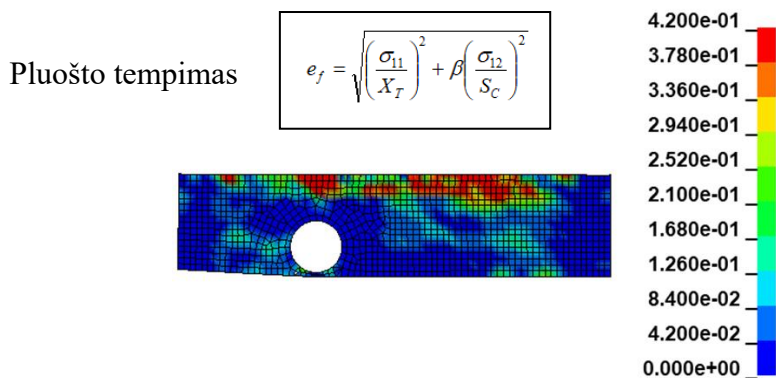 Pluošto tempimas
e_f = √((σ₁₁/X_T)² + β(σ₁₂/S_C)²)
4.200e-01
3.780e-01
3.360e-01
2.940e-01
2.520e-01
2.100e-01
1.680e-01
1.260e-01
8.400e-02
4.200e-02
0.000e+00